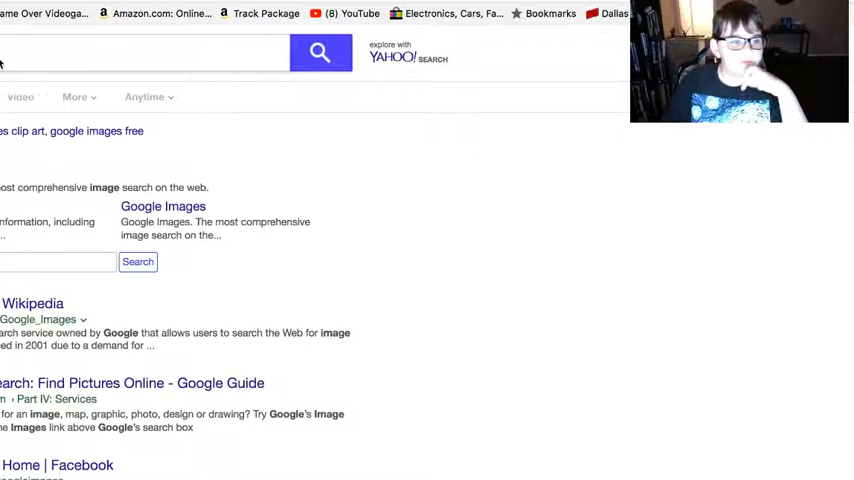 ame Over Videoga... Amazon.com: Online... Track Package (8) YouTube Electronics, Cars, Fa... Bookmarks Dallas
explore with
YAHOO! SEARCH
Video More Anytime
es clip art, google images free
ost comprehensive image search on the web.
Google Images
nformation, including Google Images. The most comprehensive
... image search on the...
Search
Wikipedia
Google_Images
arch service owned by Google that allows users to search the Web for image
ced in 2001 due to a demand for ...
earch: Find Pictures Online - Google Guide
m › Part IV: Services
for an image, map, graphic, photo, design or drawing? Try Google's Image
he Images link above Google's search box
Home | Facebook